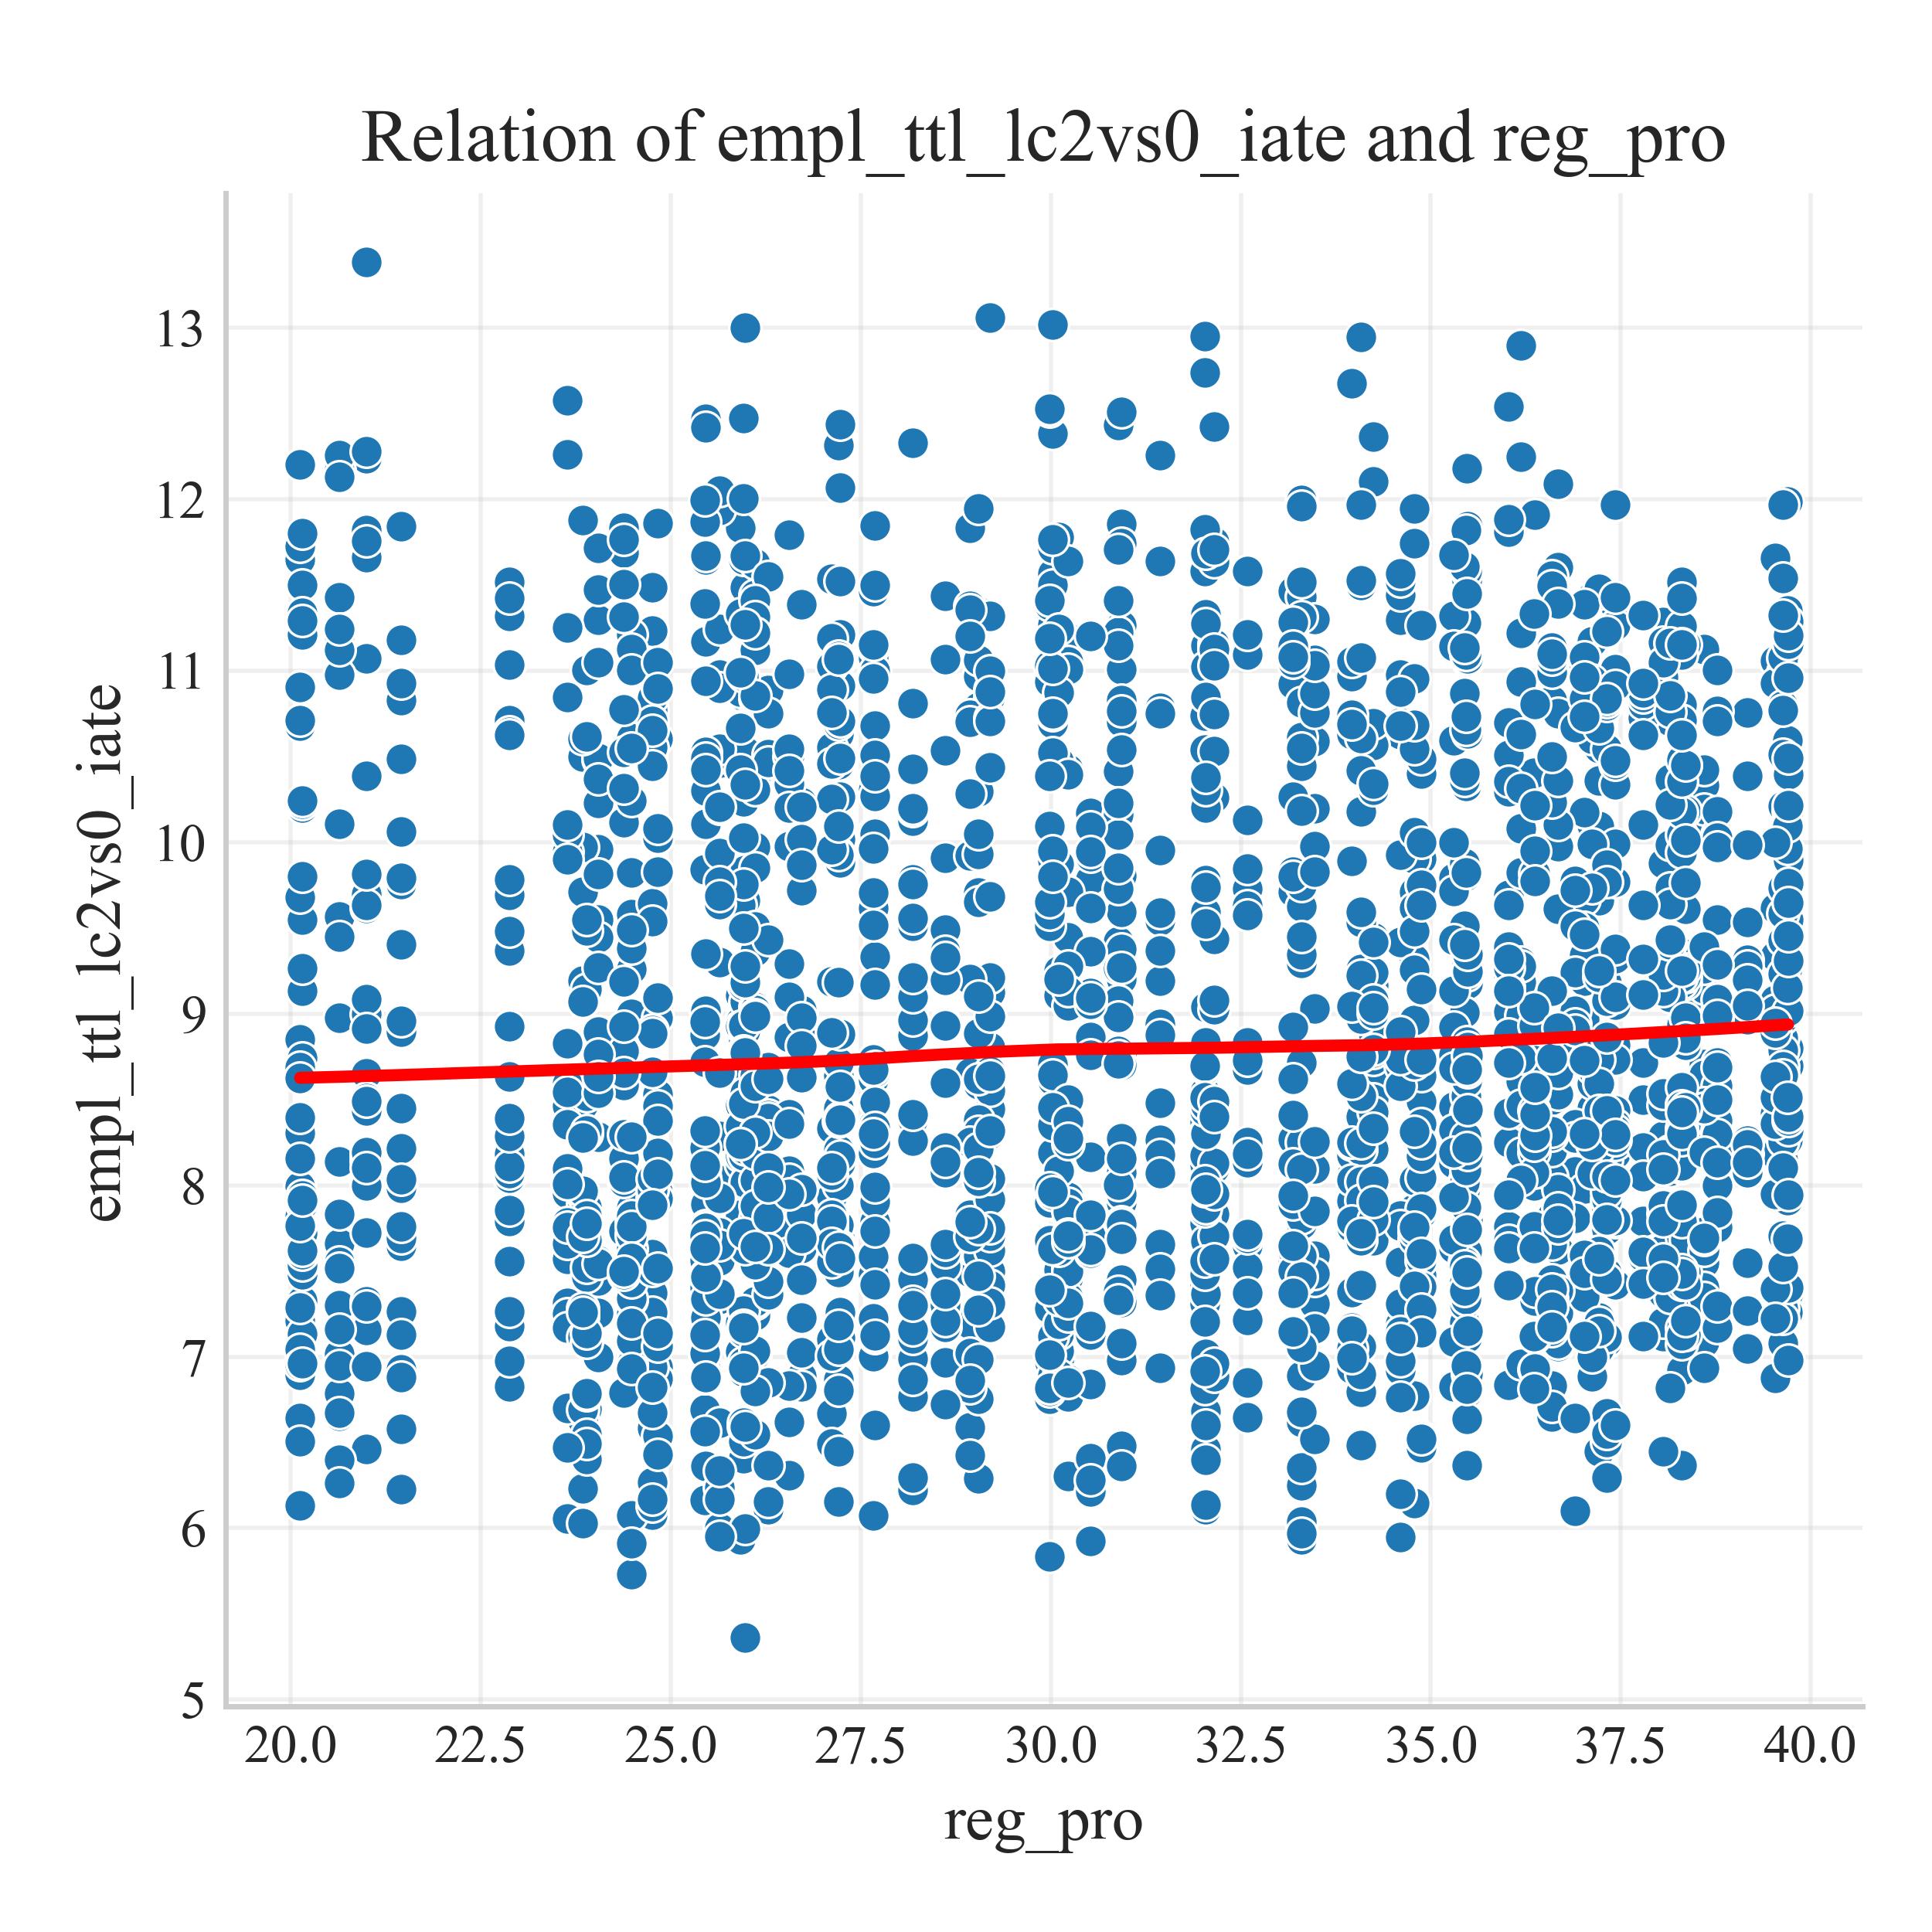 Relation of empl_ttl_lc2vs0_iate and reg_pro
empl_ttl_lc2vs0_iate
13
12
11
10
9
8
7
6
5
20.0 22.5 25.0 27.5 30.0 32.5 35.0 37.5 40.0
reg_pro